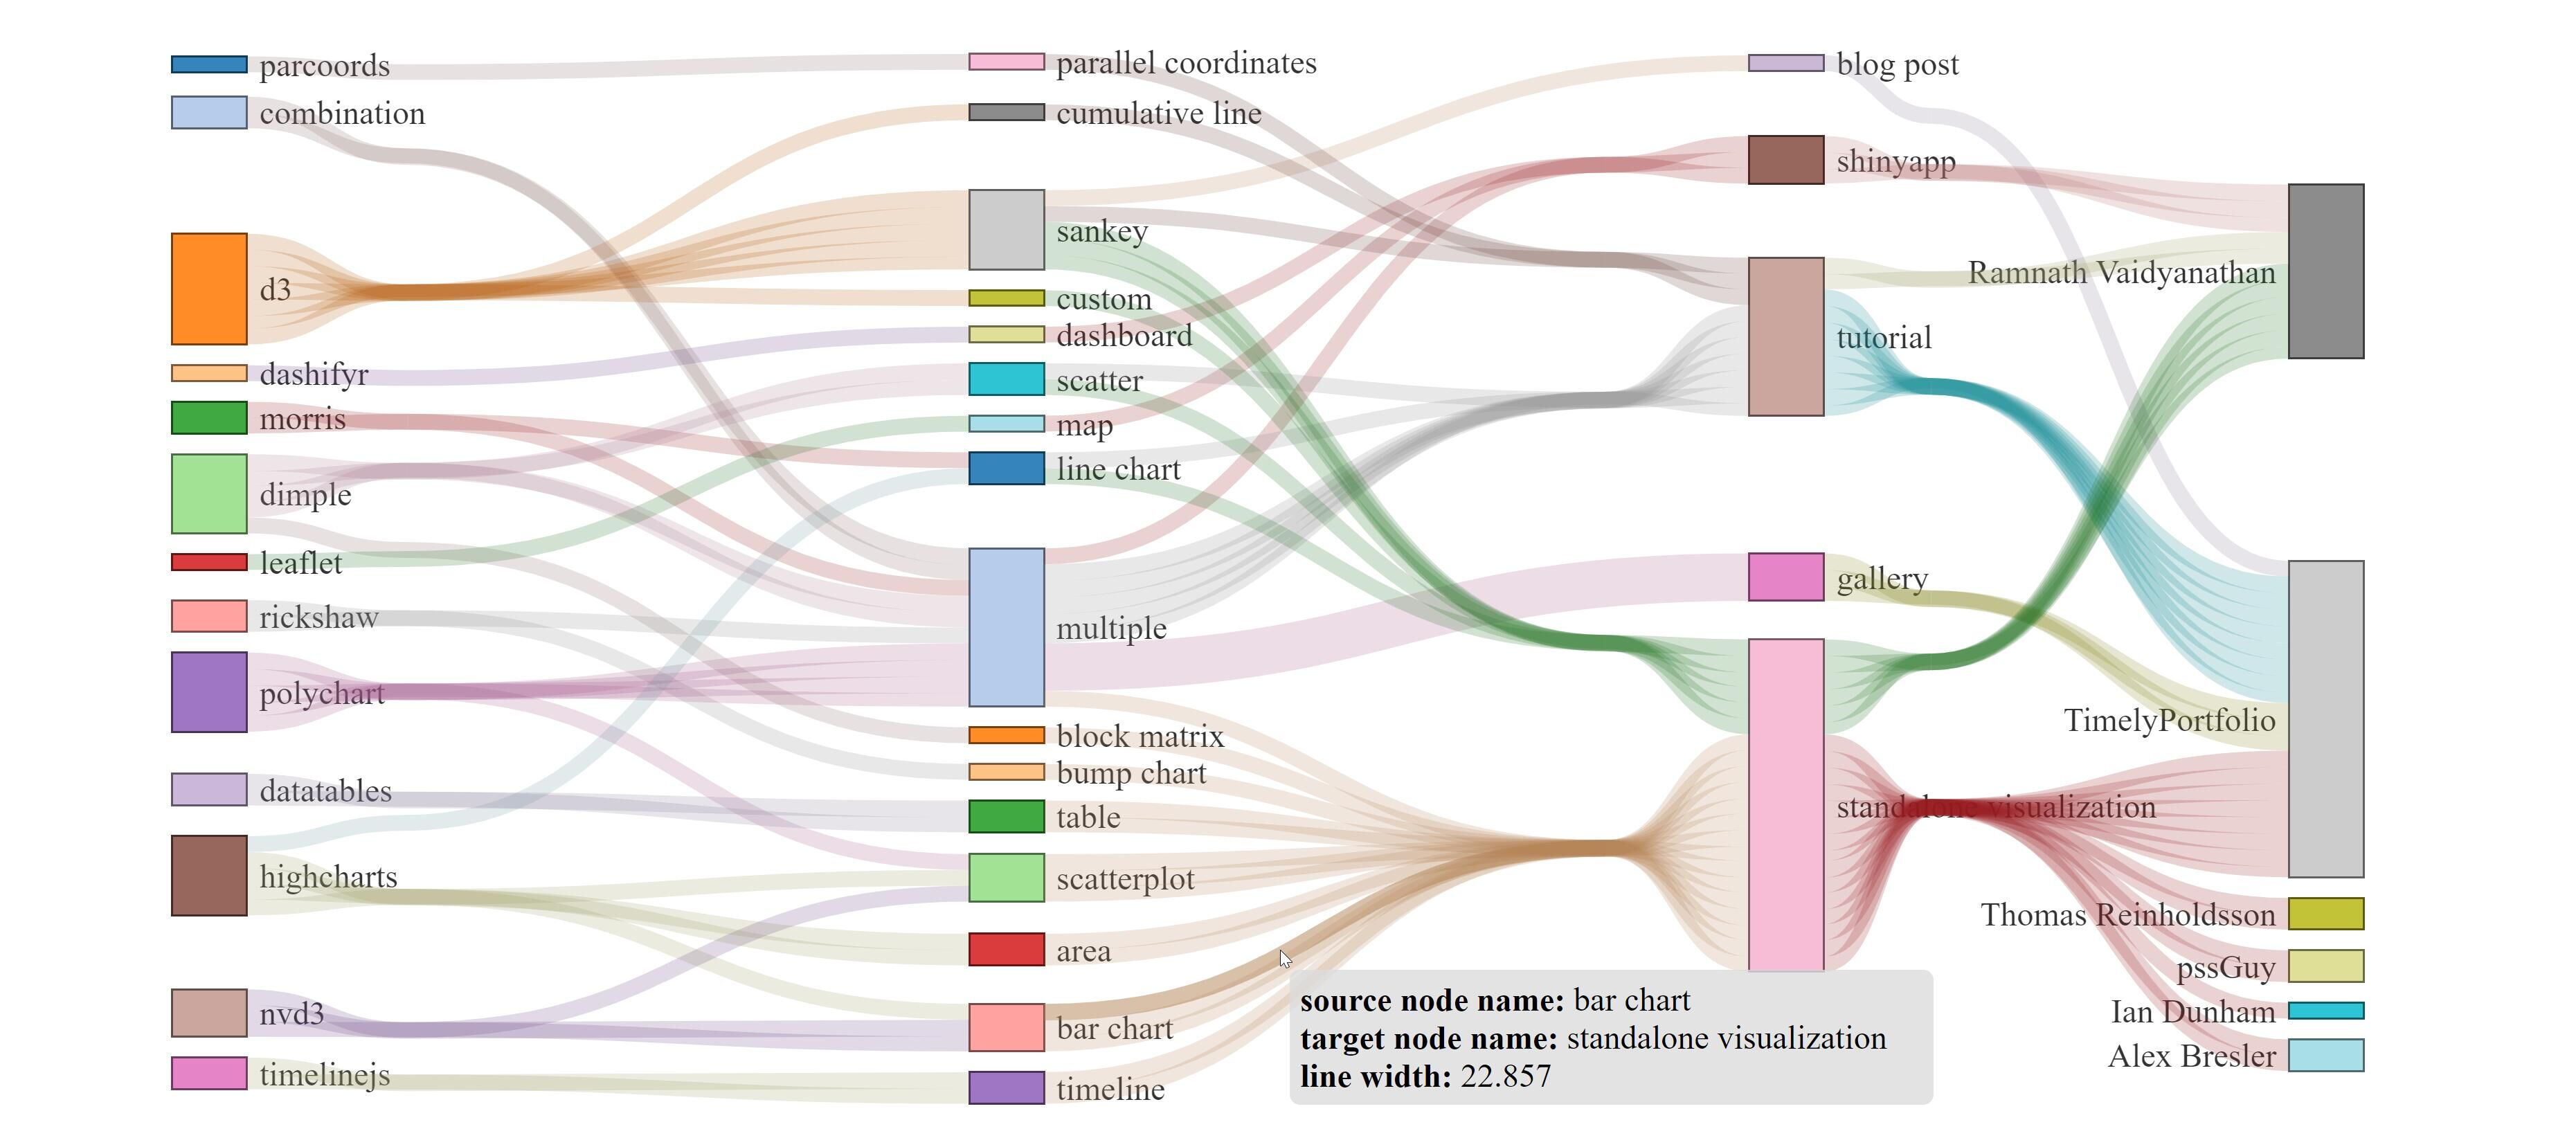 parcoords
combination
d3
dashifyr
morris
dimple
leaflet
rickshaw
polychart
datatables
highcharts
nvd3
timelinejs
parallel coordinates
cumulative line
sankey
custom
dashboard
scatter
map
line chart
multiple
block matrix
bump chart
table
scatterplot
area
bar chart
timeline
blog post
shinyapp
tutorial
gallery
standalone visualization
Ramnath Vaidyanathan
TimelyPortfolio
Thomas Reinholdsson
pssGuy
Ian Dunham
Alex Bresler
source node name: bar chart
target node name: standalone visualization
line width: 22.857